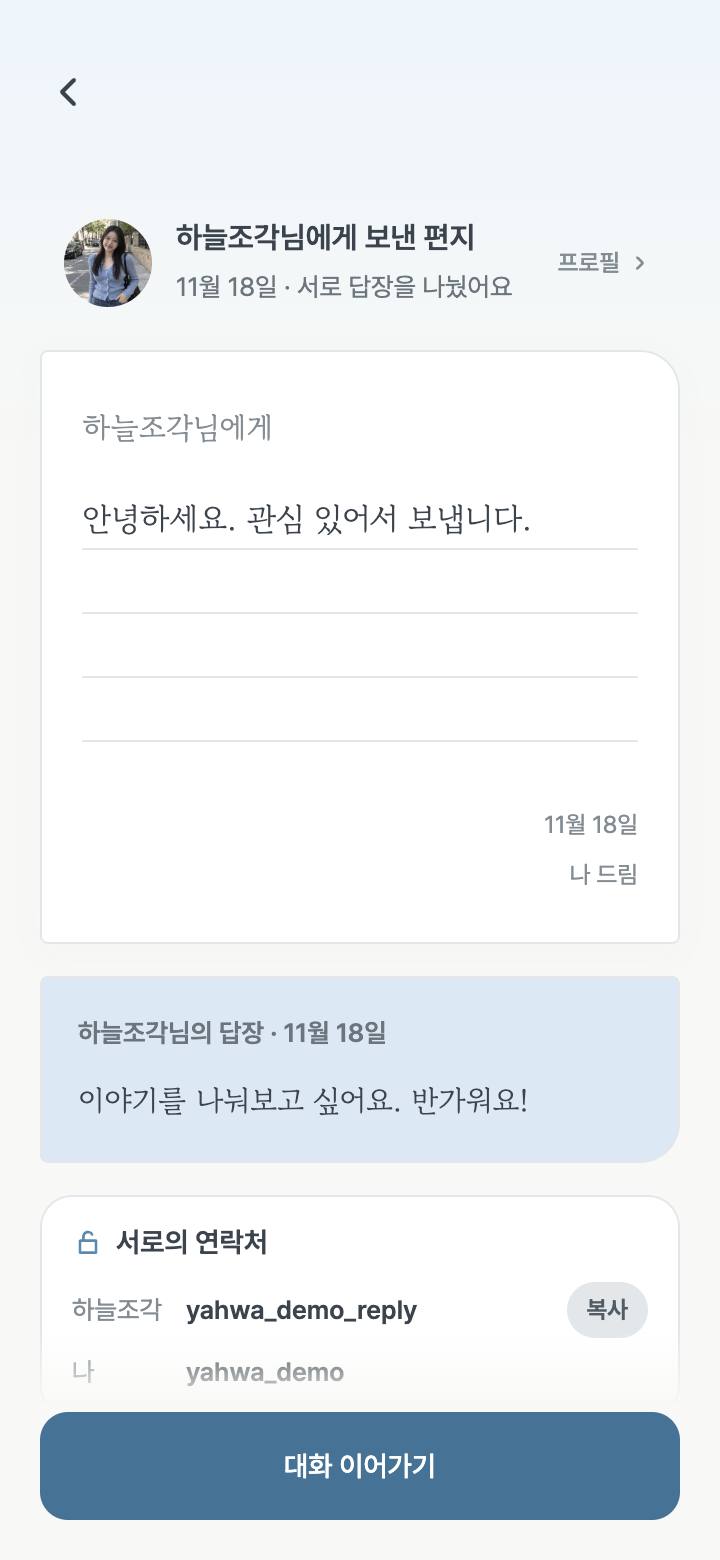 하늘조각님에게 보낸 편지
11월 18일 · 서로 답장을 나눴어요
프로필
하늘조각님에게
안녕하세요. 관심 있어서 보냅니다.
11월 18일
나 드림
하늘조각님의 답장 · 11월 18일
이야기를 나눠보고 싶어요. 반가워요!
서로의 연락처
하늘조각 yahwa_demo_reply 복사
나 yahwa_demo
대화 이어가기